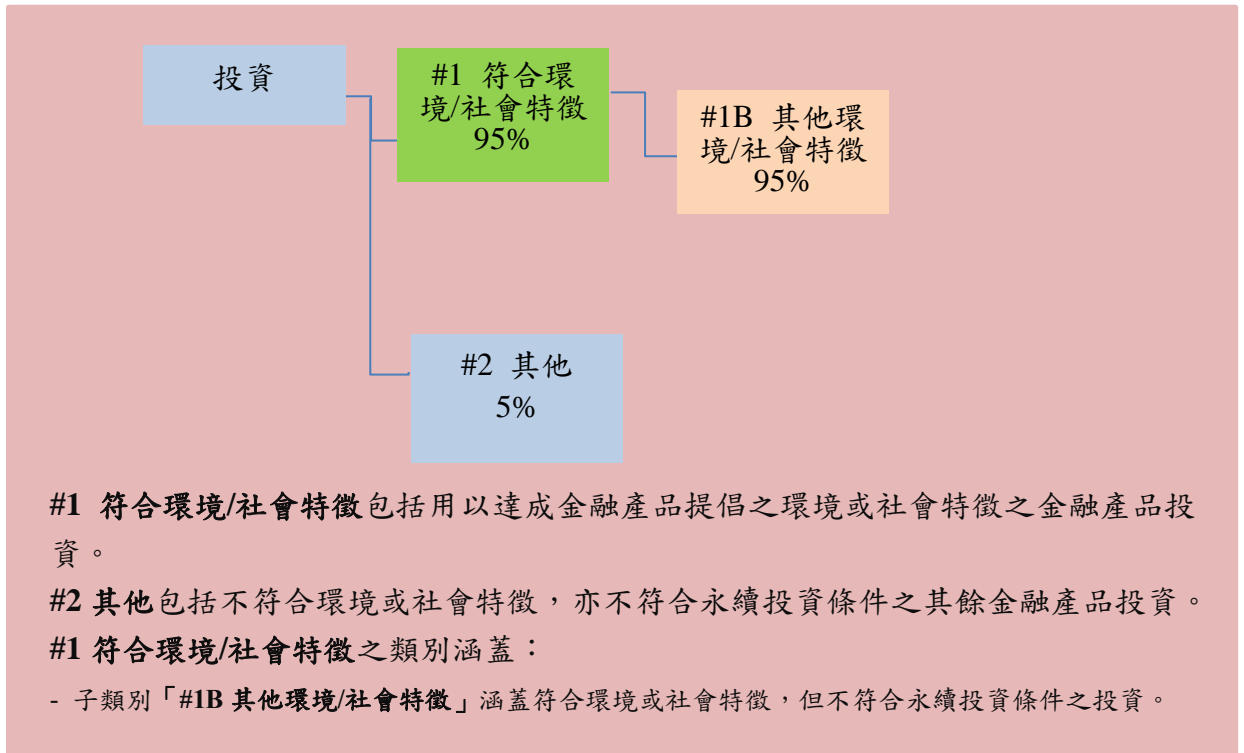 投資
#1 符合環
境/社會特徵
95%
#1B 其他環
境/社會特徵
95%
#2 其他
5%
#1 符合環境/社會特徵包括用以達成金融產品提倡之環境或社會特徵之金融產品投
資。
#2 其他包括不符合環境或社會特徵，亦不符合永續投資條件之其餘金融產品投資。
#1 符合環境/社會特徵之類別涵蓋：
- 子類別「#1B 其他環境/社會特徵」涵蓋符合環境或社會特徵，但不符合永續投資條件之投資。